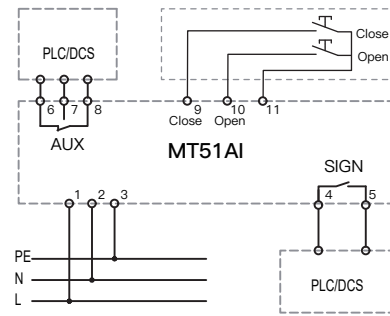 PLC/DCS
Close
Open
6 7 8 9 10 11
Close Open
AUX
MT51AI
SIGN
1 2 3 4 5
PE
N
L
PLC/DCS